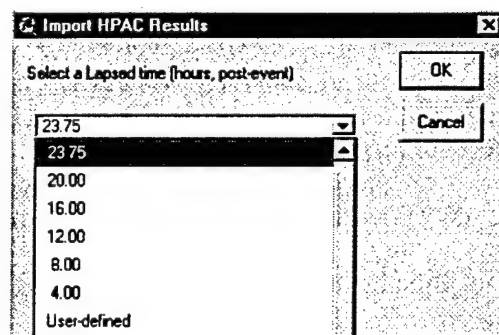 Import HPAC Results
Select a Lapsed time (hours, post-event)
OK
23.75
Cancel
23.75
20.00
16.00
12.00
8.00
4.00
User-defined